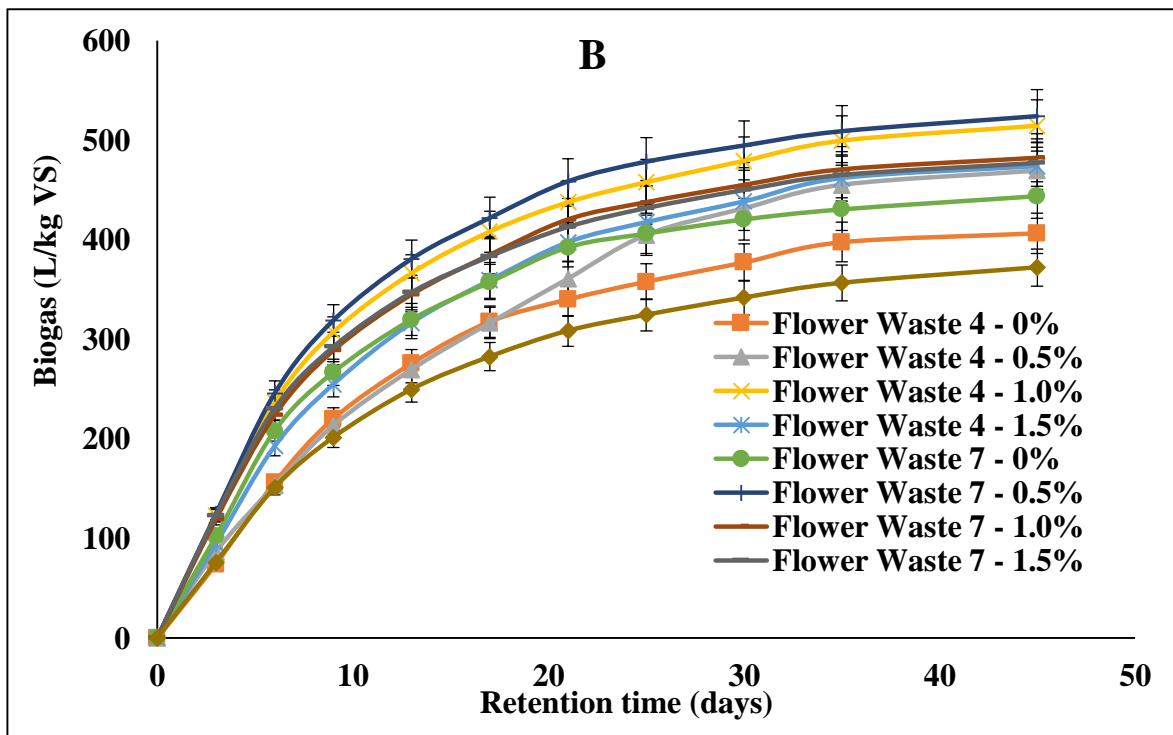 B
Biogas (L/kg VS)
600
500
400
300
200
100
0
0 10 20 30 40 50
Retention time (days)
Flower Waste 4 - 0%
Flower Waste 4 - 0.5%
Flower Waste 4 - 1.0%
Flower Waste 4 - 1.5%
Flower Waste 7 - 0%
Flower Waste 7 - 0.5%
Flower Waste 7 - 1.0%
Flower Waste 7 - 1.5%